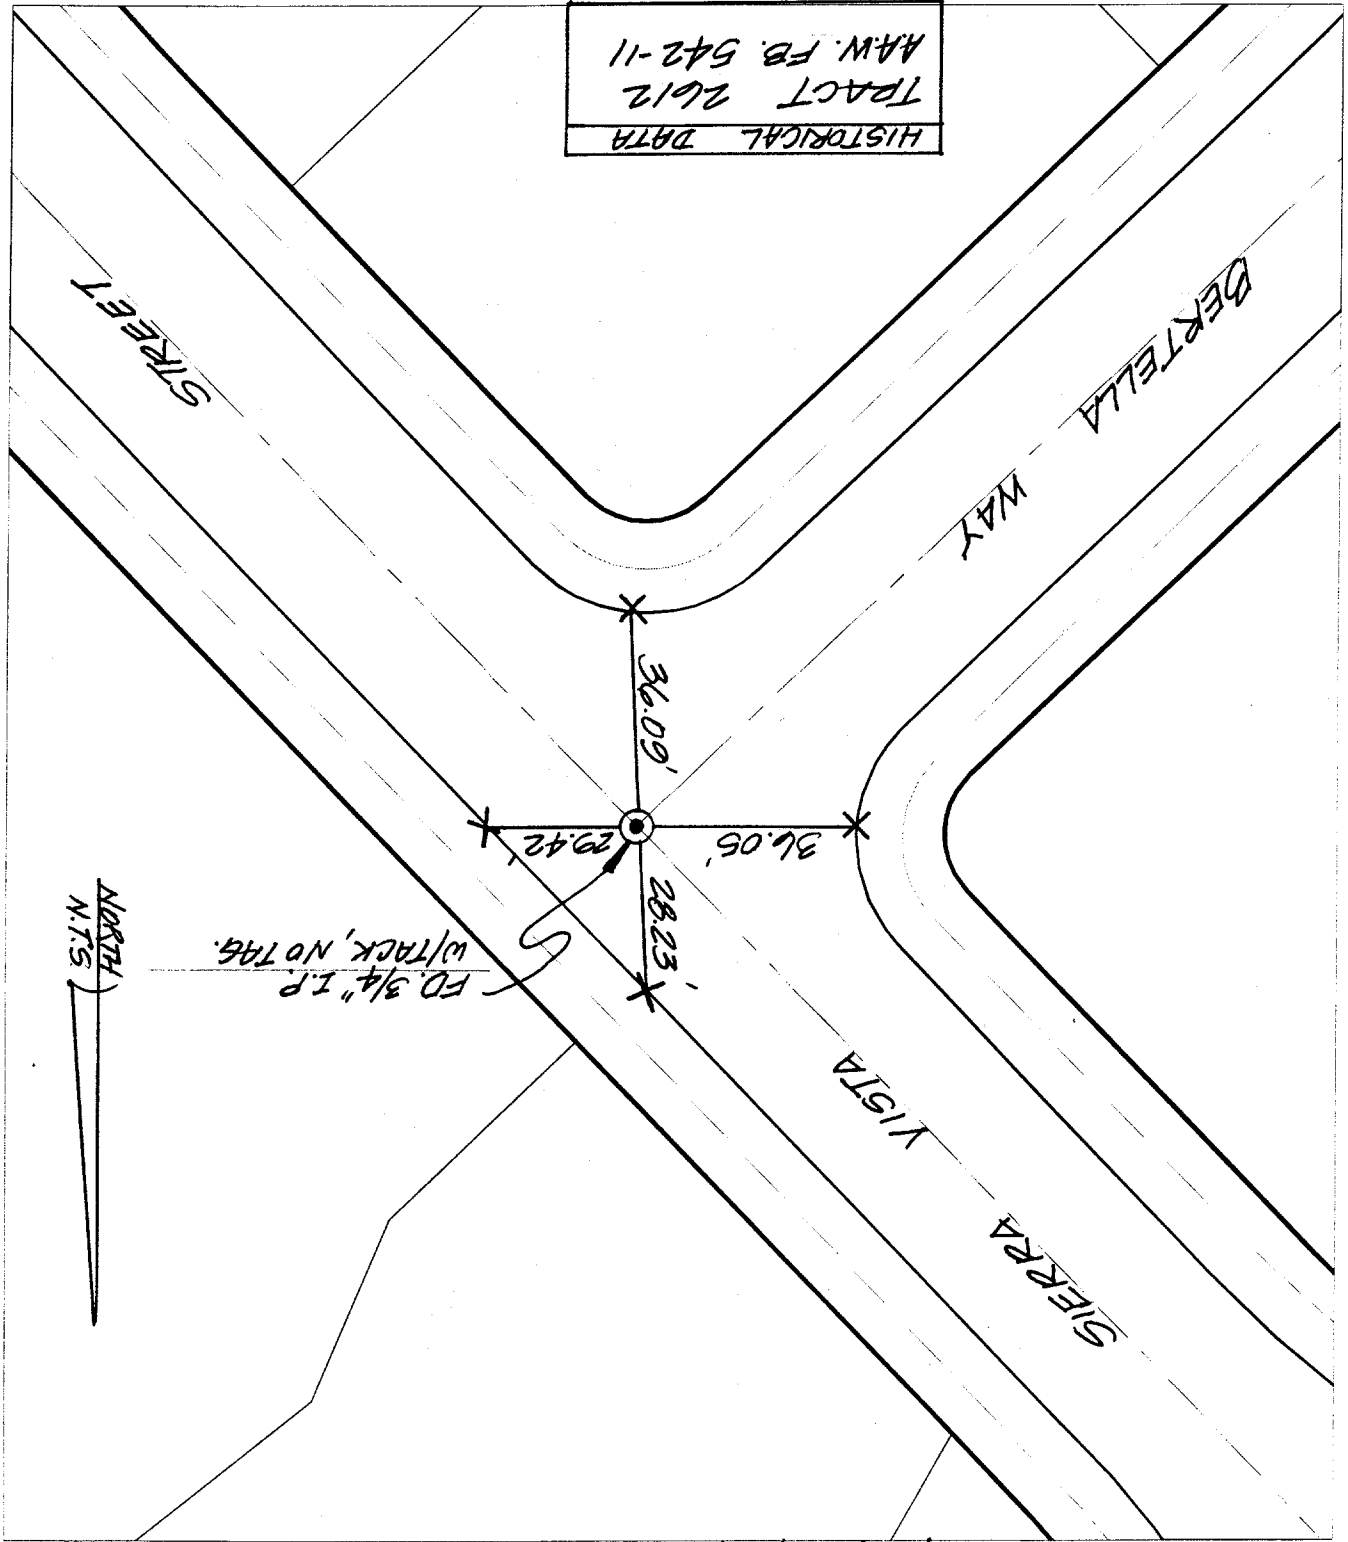 SIERRA
VISTA
NORTH
N.T.S
FD. 3/4" I.P.
W/TACK, NO TAG.
28.23'
36.05'
29.42'
36.09'
WAY
BERTELLA
STREET
HISTORICAL DATA
TRACT 2612
A.A.W. F.B. 542-11